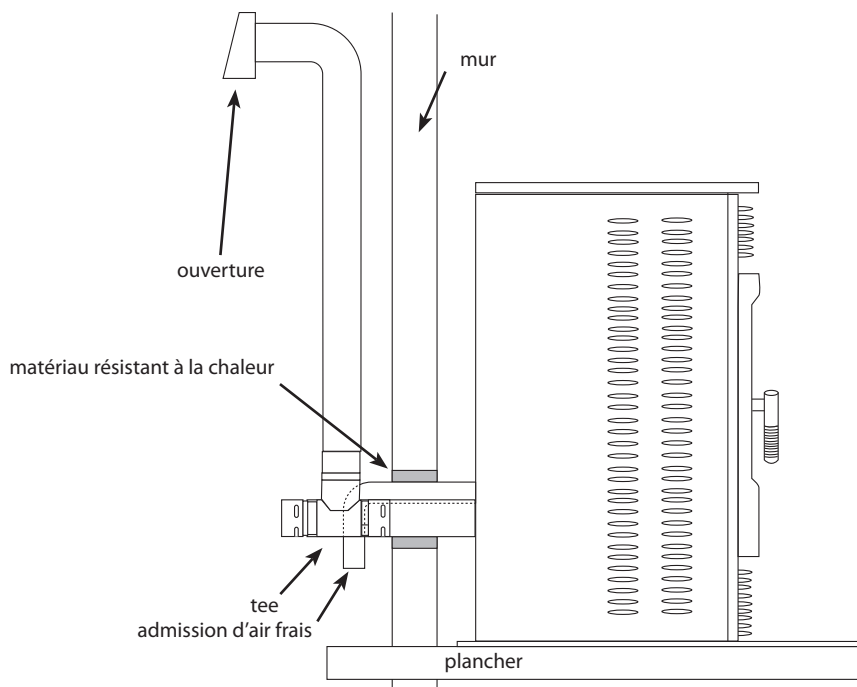 mur
ouverture
matériau résistant à la chaleur
tee
admission d’air frais
plancher